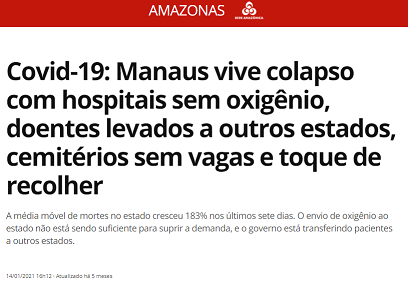 AMAZONAS
REDE AMAZÔNICA
Covid-19: Manaus vive colapso
com hospitais sem oxigênio,
doentes levados a outros estados,
cemitérios sem vagas e toque de
recolher
A média móvel de mortes no estado cresceu 183% nos últimos sete dias. O envio de oxigênio ao
estado não está sendo suficiente para suprir a demanda, e o governo está transferindo pacientes
a outros estados.
14/01/2021 16h13 · Atualizado há 5 meses